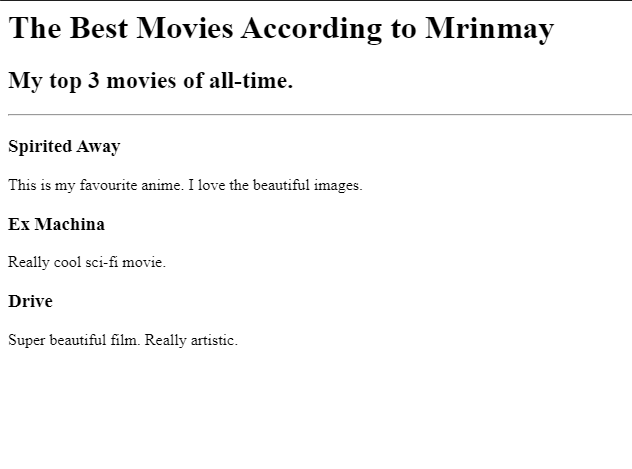 The Best Movies According to Mrinmay
My top 3 movies of all-time.
Spirited Away
This is my favourite anime. I love the beautiful images.
Ex Machina
Really cool sci-fi movie.
Drive
Super beautiful film. Really artistic.